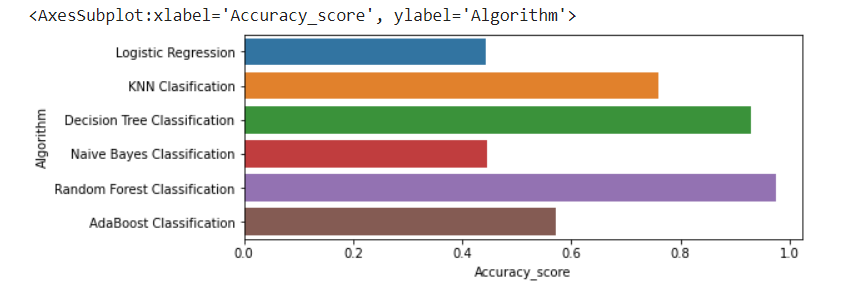 <AxesSubplot:xlabel='Accuracy_score', ylabel='Algorithm'>
Logistic Regression
KNN Clasification
Decision Tree Classification
Naive Bayes Classification
Random Forest Classification
AdaBoost Classification
Algorithm
0.0 0.2 0.4 0.6 0.8 1.0
Accuracy_score